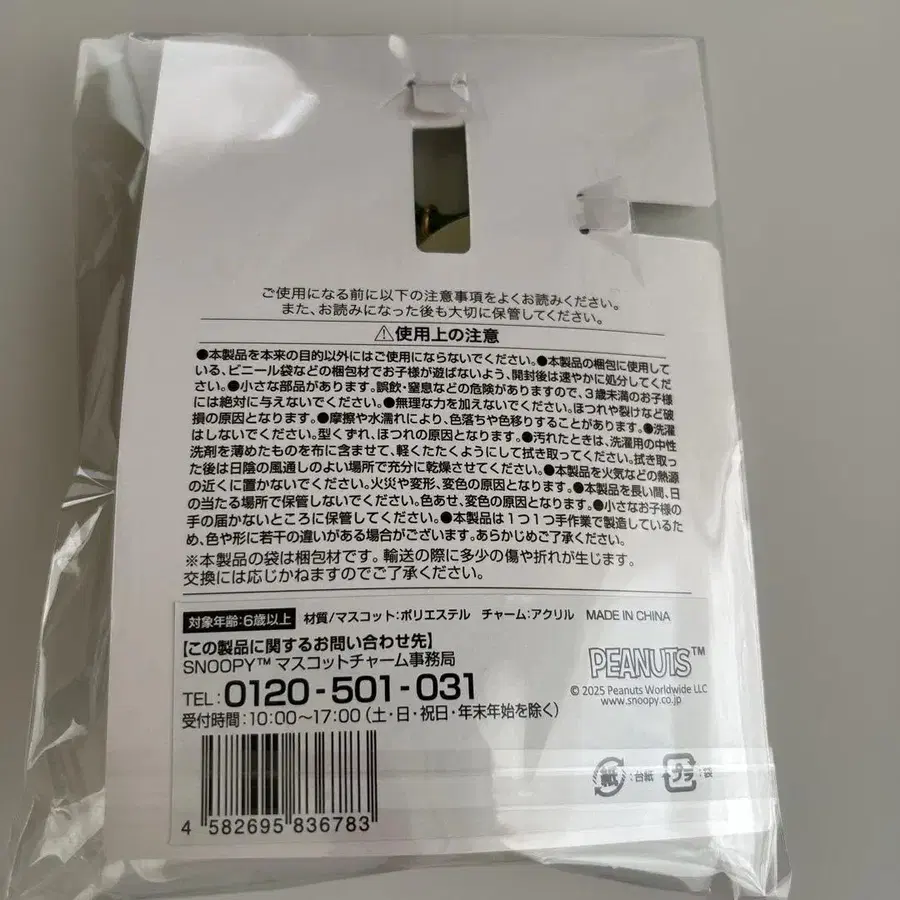 ご使用になる前に以下の注意事項をよくお読みください。
また、お読みになった後も大切に保管してください。
⚠使用上の注意
●本製品を本来の目的以外にはご使用にならないでください。●本製品の梱包に使用して
いる、ビニール袋などの梱包材でお子様が遊ばないよう、開封後は速やかに処分してくだ
さい。●小さな部品があります。誤飲・窒息などの危険がありますので、3歳未満のお子様
には絶対に与えないでください。●無理な力を加えないでください。ほつれや裂けなど破
損の原因となります。●摩擦や水濡れにより、色落ちや色移りすることがあります。●洗濯
はしないでください。型くずれ、ほつれの原因となります。●汚れたときは、洗濯用の中性
洗剤を薄めたものを布に含ませて、軽くたたくようにして拭き取ってください。拭き取っ
た後は日陰の風通しのよい場所で充分に乾燥させてください。●本製品を火気などの熱源
の近くに置かないでください。火災や変形、変色の原因となります。●本製品を長い間、日
の当たる場所で保管しないでください。色あせ、変色の原因となります。●小さなお子様の
手の届かないところに保管してください。●本製品は1つ1つ手作業で製造しているた
め、色や形に若干の違いがある場合がございます。あらかじめご了承ください。
※本製品の袋は梱包材です。輸送の際に多少の傷や折れが生じます。
交換には応じかねますのでご了承ください。
対象年齢:6歳以上 材質/マスコット:ポリエステル チャーム:アクリル MADE IN CHINA
【この製品に関するお問い合わせ先】
SNOOPY™ マスコットチャーム事務局
TEL:0120-501-031
受付時間:10:00～17:00(土・日・祝日・年末年始を除く)
PEANUTS™
© 2025 Peanuts Worldwide LLC
www.snoopy.co.jp
紙:台紙 プラ:袋
4 582695 836783